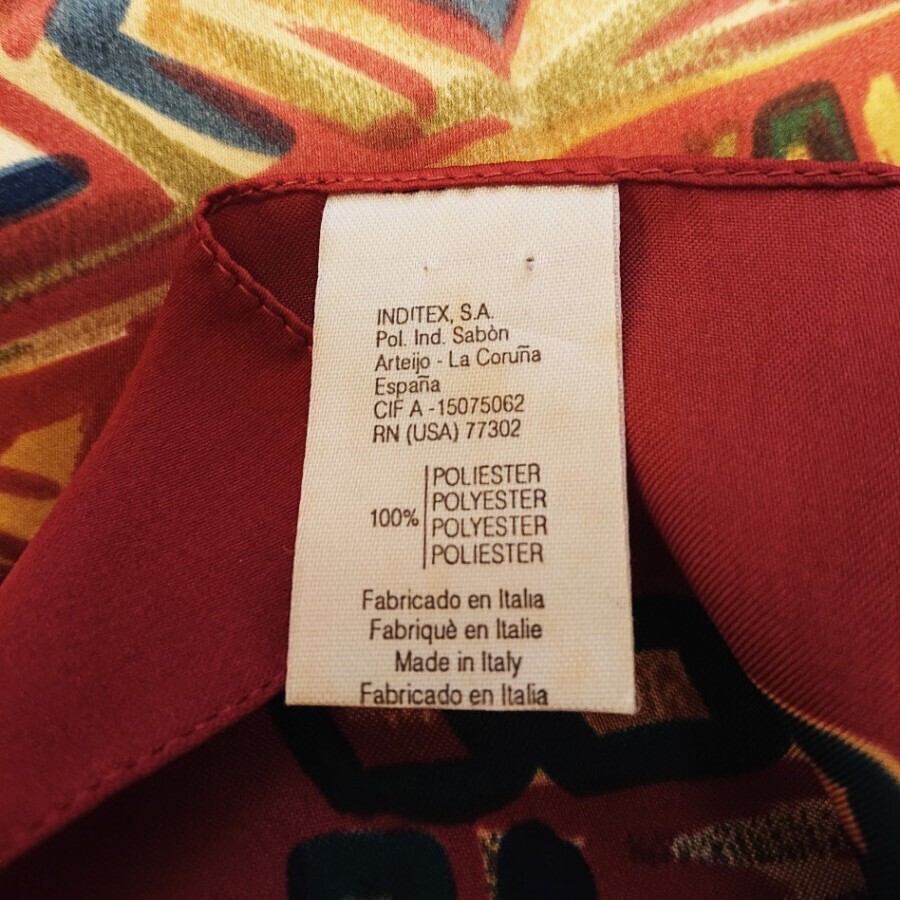 INDITEX, S.A.
Pol. Ind. Sabòn
Arteijo - La Coruña
España
CIF A -15075062
RN (USA) 77302
POLIESTER
POLYESTER
100%
POLYESTER
POLIESTER
Fabricado en Italia
Fabriquè en Italie
Made in Italy
Fabricado en Italia